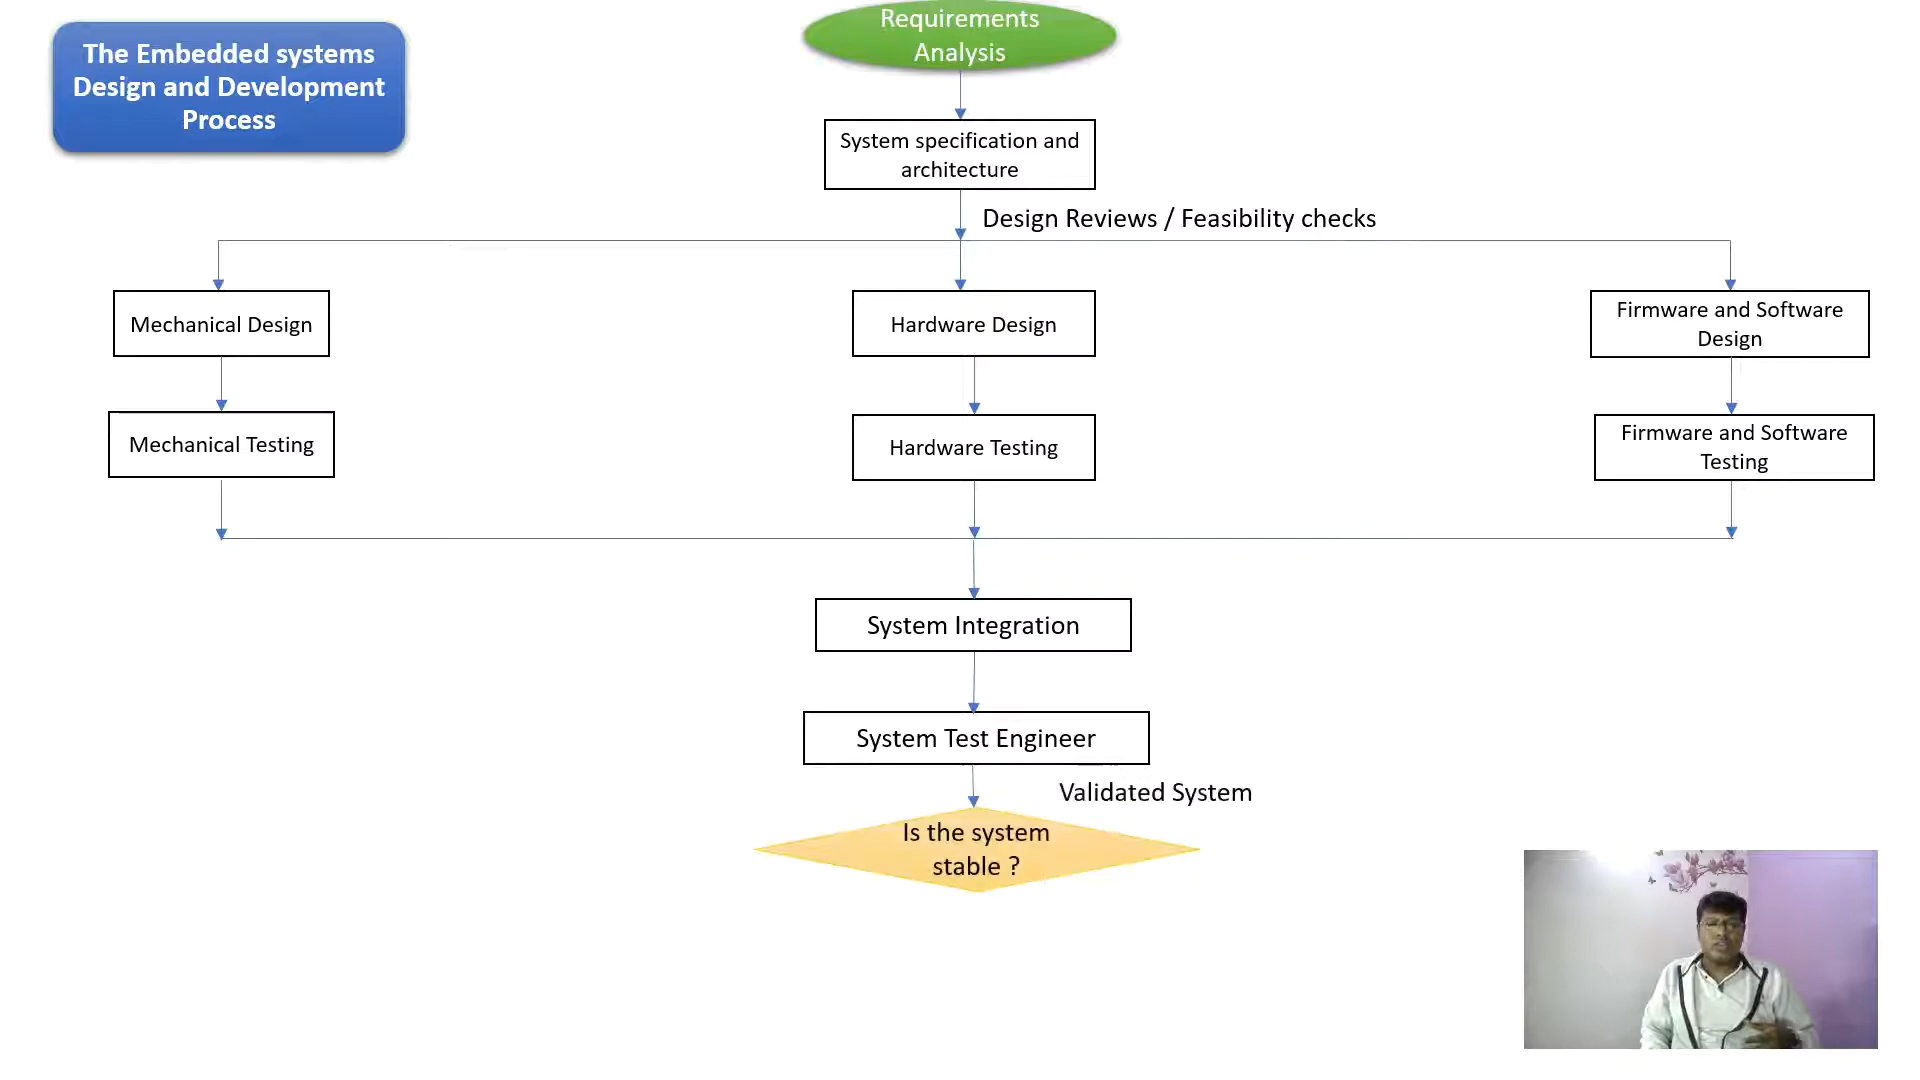 The Embedded systems
Design and Development
Process
Requirements
Analysis
System specification and
architecture
Design Reviews / Feasibility checks
Mechanical Design
Hardware Design
Firmware and Software
Design
Mechanical Testing
Hardware Testing
Firmware and Software
Testing
System Integration
System Test Engineer
Validated System
Is the system
stable ?